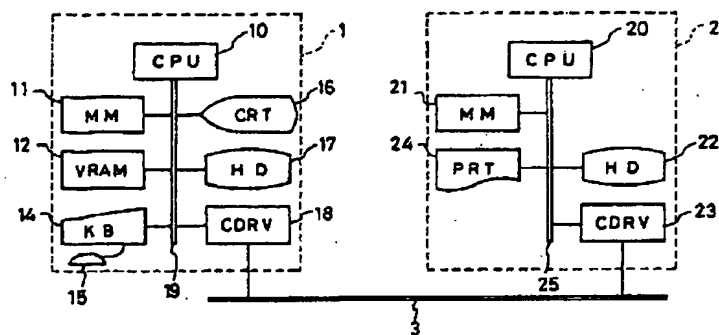 10
1
20
2
CPU
CPU
11
16
21
MM
CRT
MM
12
17
24
22
VRAM
HD
PRT
HD
14
18
23
KB
CDRV
CDRV
15
19
25
3